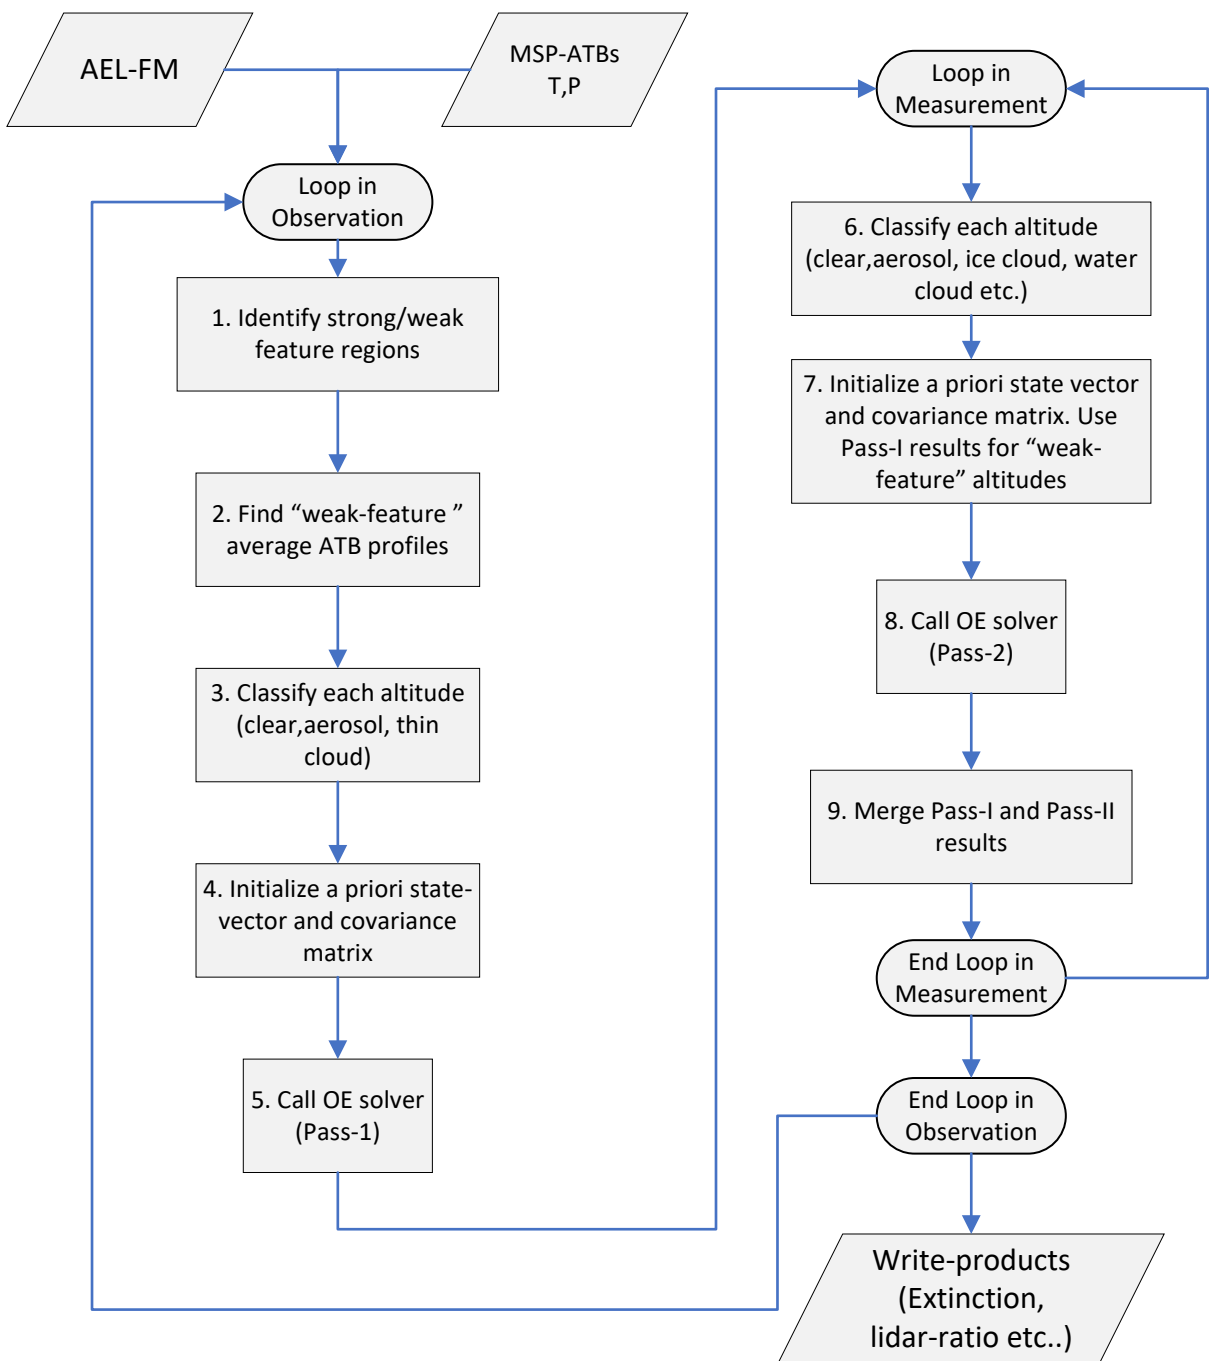 AEL-FM
MSP-ATBs
T,P
Loop in
Observation
1. Identify strong/weak
feature regions
2. Find “weak-feature ”
average ATB profiles
3. Classify each altitude
(clear,aerosol, thin
cloud)
4. Initialize a priori state-
vector and covariance
matrix
5. Call OE solver
(Pass-1)
Loop in
Measurement
6. Classify each altitude
(clear,aerosol, ice cloud, water
cloud etc.)
7. Initialize a priori state vector
and covariance matrix. Use
Pass-I results for “weak-
feature” altitudes
8. Call OE solver
(Pass-2)
9. Merge Pass-I and Pass-II
results
End Loop in
Measurement
End Loop in
Observation
Write-products
(Extinction,
lidar-ratio etc..)